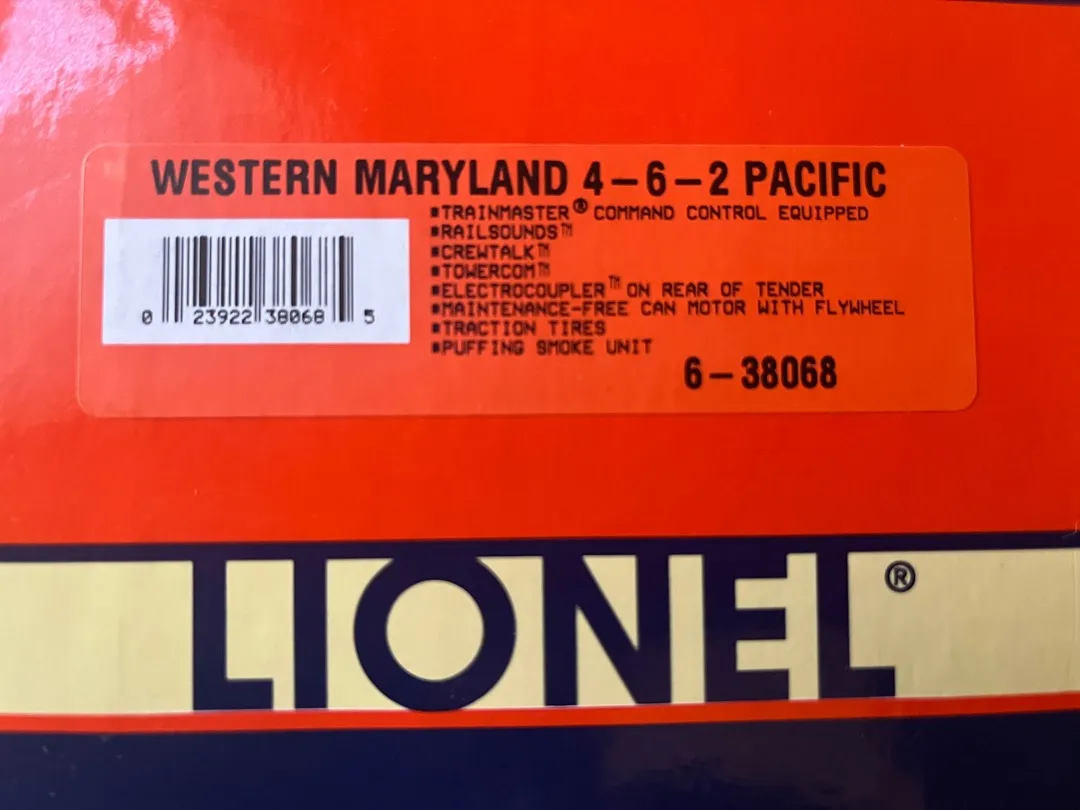 WESTERN MARYLAND 4-6-2 PACIFIC
▪TRAINMASTER® COMMAND CONTROL EQUIPPED
▪RAILSOUNDS™
▪CREWTALK™
▪TOWERCOM™
▪ELECTROCOUPLER™ ON REAR OF TENDER
▪MAINTENANCE-FREE CAN MOTOR WITH FLYWHEEL
▪TRACTION TIRES
▪PUFFING SMOKE UNIT
0 23922 38068 5
6-38068
LIONEL®